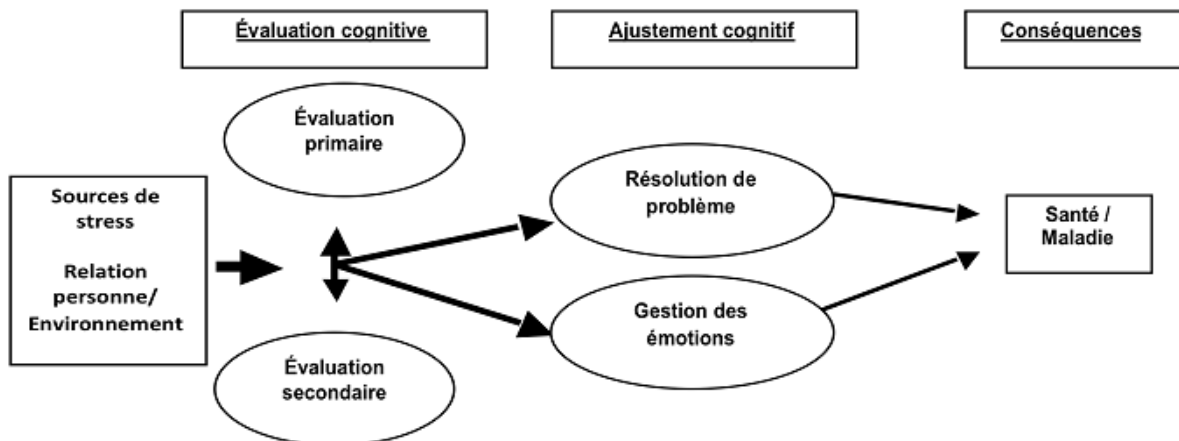 Évaluation cognitive
Ajustement cognitif
Conséquences
Évaluation
primaire
Sources de
stress
Relation
personne/
Environnement
Évaluation
secondaire
Résolution de
problème
Gestion des
émotions
Santé /
Maladie